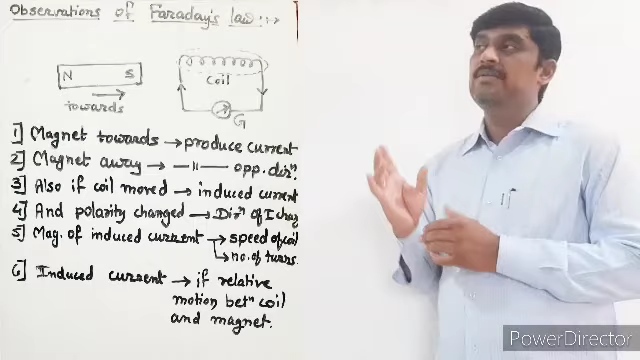 Observations of Faraday's law :-
N S
towards
coil
G
1] Magnet towards → produce current
2] Magnet away → —11— opp. dirⁿ.
3] Also if coil moved → induced current
4] And polarity changed → Dirⁿ of I chang
5] Mag. of induced current → speed of coil
→ no. of turns.
6] Induced current → if relative
motion betⁿ coil
and magnet.
PowerDirector